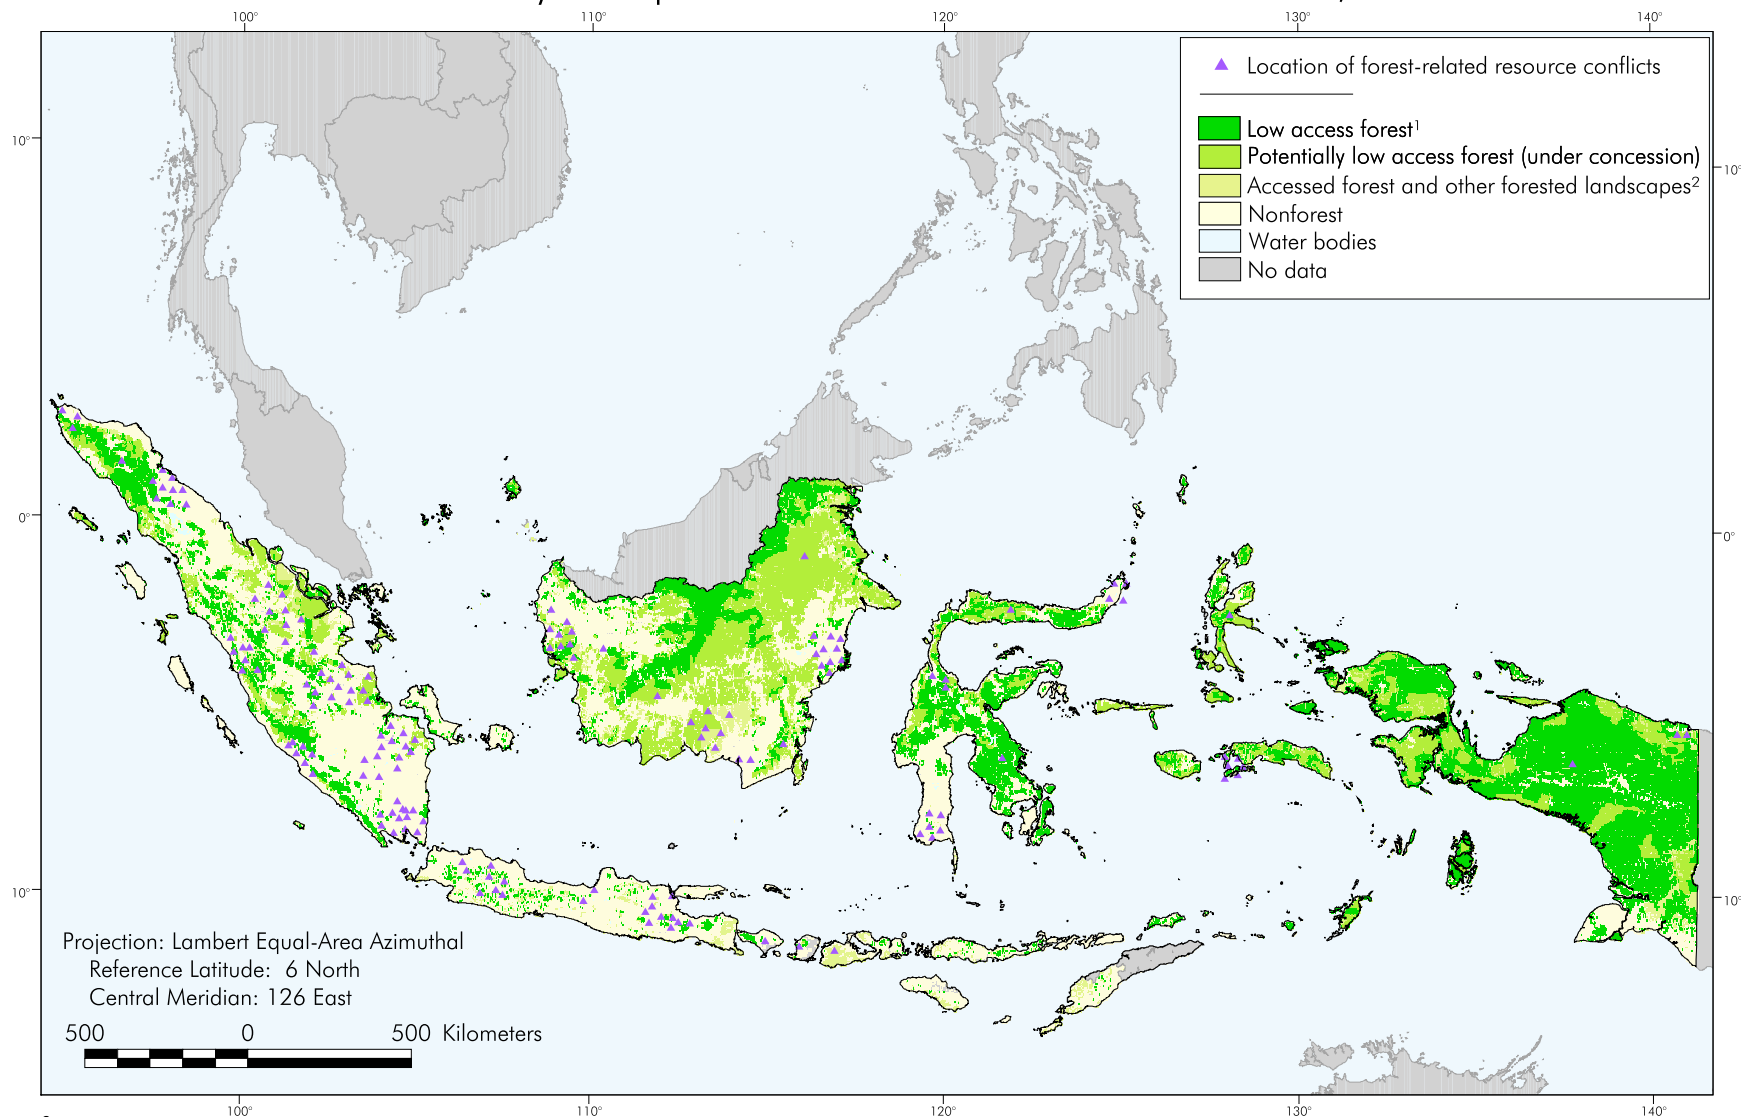 100°
110°
120°
130°
140°
Location of forest-related resource conflicts
Low access forest¹
Potentially low access forest (under concession)
Accessed forest and other forested landscapes²
Nonforest
Water bodies
No data
10°
10°
0°
0°
10°
10°
Projection: Lambert Equal-Area Azimuthal
Reference Latitude: 6 North
Central Meridian: 126 East
500 0 500 Kilometers
100°
110°
120°
130°
140°